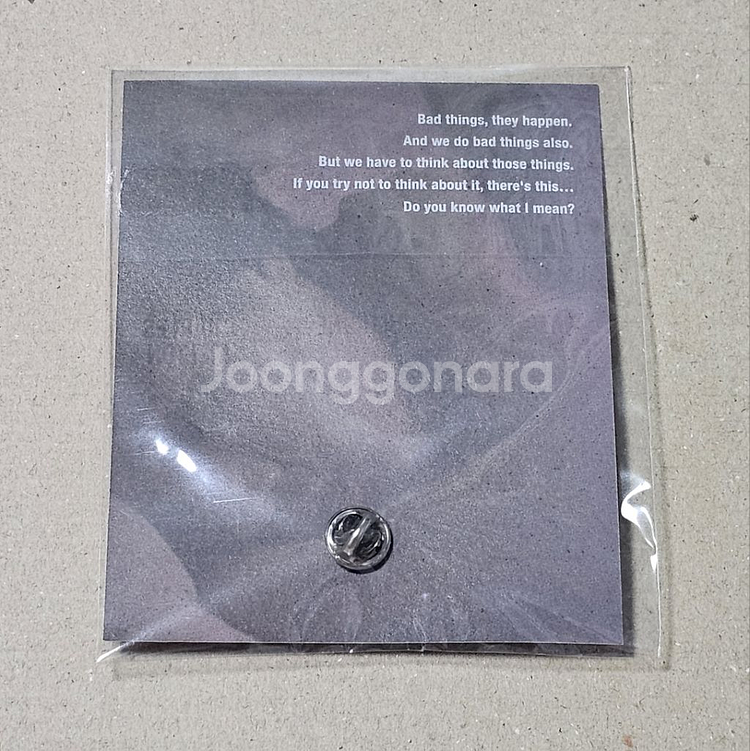 Bad things, they happen.
And we do bad things also.
But we have to think about those things.
If you try not to think about it, there's this...
Do you know what I mean?
Joonggonara